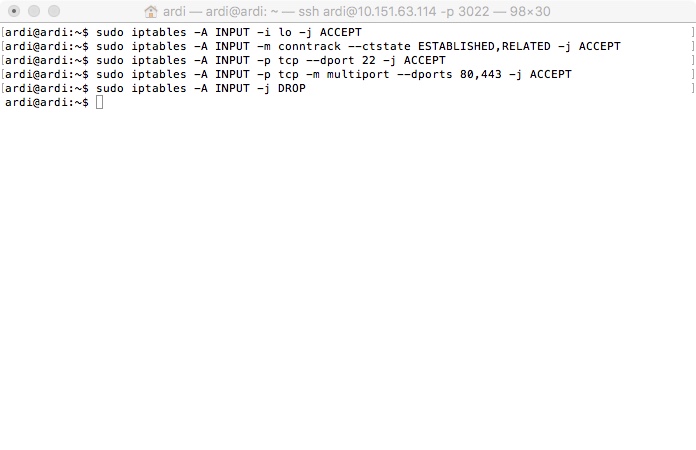 ardi — ardi@ardi: ~ — ssh ardi@10.151.63.114 -p 3022 — 98×30
[ardi@ardi:~$ sudo iptables -A INPUT -i lo -j ACCEPT ]
[ardi@ardi:~$ sudo iptables -A INPUT -m conntrack --ctstate ESTABLISHED,RELATED -j ACCEPT ]
[ardi@ardi:~$ sudo iptables -A INPUT -p tcp --dport 22 -j ACCEPT ]
[ardi@ardi:~$ sudo iptables -A INPUT -p tcp -m multiport --dports 80,443 -j ACCEPT ]
[ardi@ardi:~$ sudo iptables -A INPUT -j DROP ]
ardi@ardi:~$